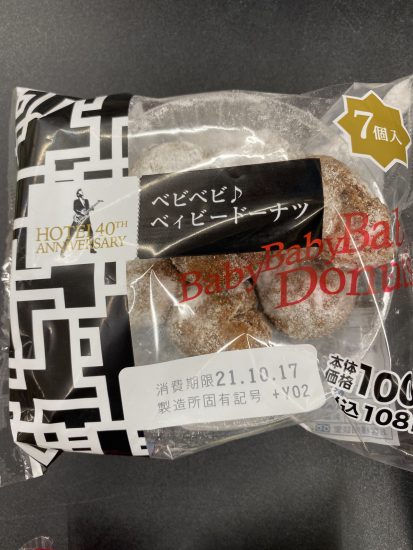 7個入
HOTEI 40TH
ANNIVERSARY
ベビベビ♪
ベィビードーナツ
BabyBabyBa
Donu
消費期限21.10.17
製造所固有記号 +Y02
本体
価格
100
込108